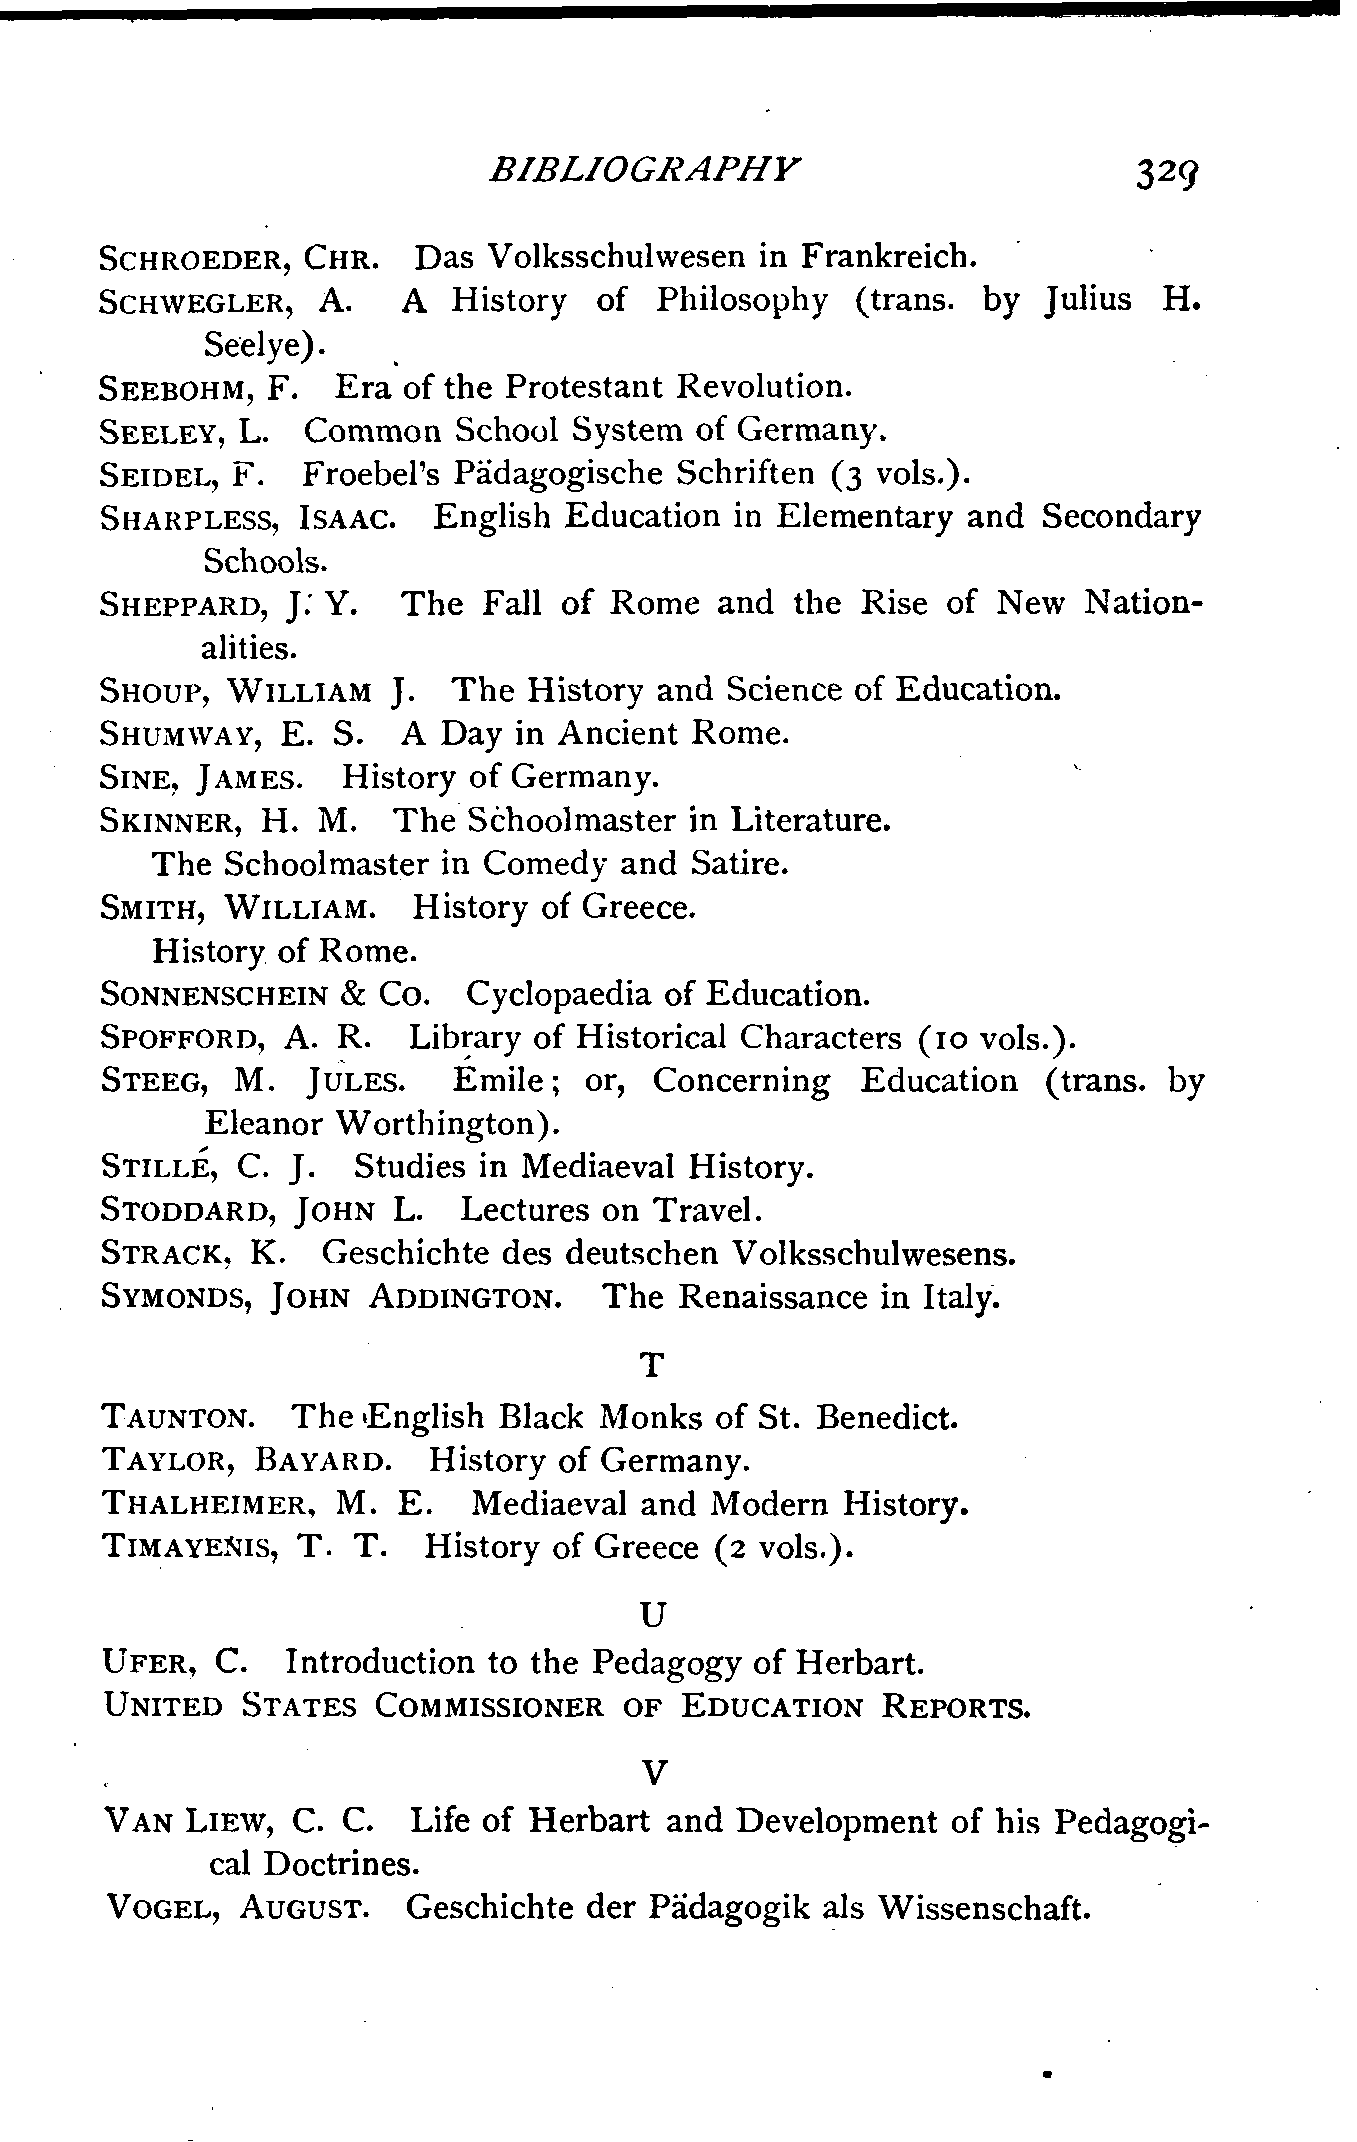 BIBLIOGRAPHY 329
SCHROEDER, CHR. Das Volksschulwesen in Frankreich.
SCHWEGLER, A. A History of Philosophy (trans. by Julius H.
Seelye).
SEEBOHM, F. Era of the Protestant Revolution.
SEELEY, L. Common School System of Germany.
SEIDEL, F. Froebel's Pädagogische Schriften (3 vols.).
SHARPLESS, ISAAC. English Education in Elementary and Secondary
Schools.
SHEPPARD, J. Y. The Fall of Rome and the Rise of New Nation-
alities.
SHOUP, WILLIAM J. The History and Science of Education.
SHUMWAY, E. S. A Day in Ancient Rome.
SINE, JAMES. History of Germany.
SKINNER, H. M. The Schoolmaster in Literature.
The Schoolmaster in Comedy and Satire.
SMITH, WILLIAM. History of Greece.
History of Rome.
SONNENSCHEIN & CO. Cyclopaedia of Education.
SPOFFORD, A. R. Library of Historical Characters (10 vols.).
STEEG, M. JULES. Émile; or, Concerning Education (trans. by
Eleanor Worthington).
STILLÉ, C. J. Studies in Mediaeval History.
STODDARD, JOHN L. Lectures on Travel.
STRACK, K. Geschichte des deutschen Volksschulwesens.
SYMONDS, JOHN ADDINGTON. The Renaissance in Italy.
T
TAUNTON. The English Black Monks of St. Benedict.
TAYLOR, BAYARD. History of Germany.
THALHEIMER, M. E. Mediaeval and Modern History.
TIMAYENIS, T. T. History of Greece (2 vols.).
U
UFER, C. Introduction to the Pedagogy of Herbart.
UNITED STATES COMMISSIONER OF EDUCATION REPORTS.
V
VAN LIEW, C. C. Life of Herbart and Development of his Pedagogi-
cal Doctrines.
VOGEL, AUGUST. Geschichte der Pädagogik als Wissenschaft.